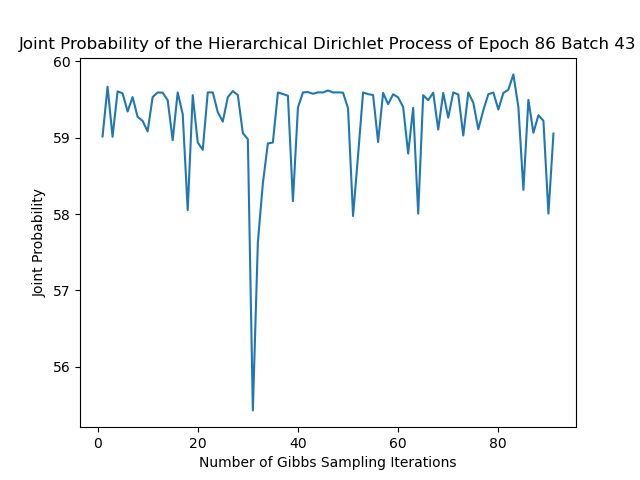 Joint Probability of the Hierarchical Dirichlet Process of Epoch 86 Batch 43
60
59
58
57
56
Joint Probability
0 20 40 60 80
Number of Gibbs Sampling Iterations